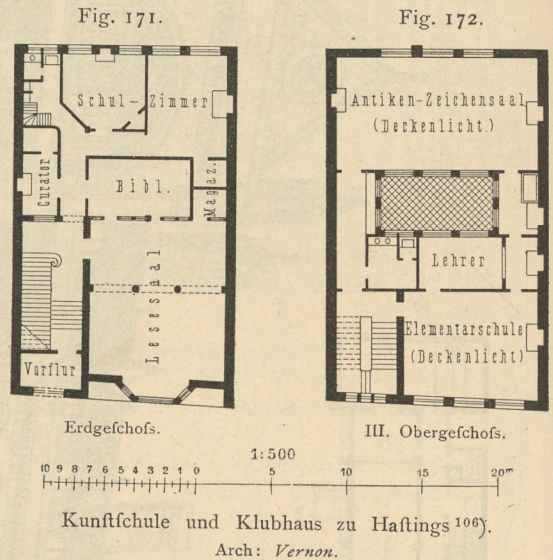 Fig. 171.
Fig. 172.
Schul-Zimmer
Curator
Bibl.
Magaz.
Lesesaal
Vorflur
Antiken-Zeichensaal
(Deckenlicht.)
Lehrer
Elementarschule
(Deckenlicht)
Erdgeſchoſs.
III. Obergeſchoſs.
1:500
10 9 8 7 6 5 4 3 2 1 0 5 10 15 20m
Kunſtſchule und Klubhaus zu Haſtings 106).
Arch: Vernon.